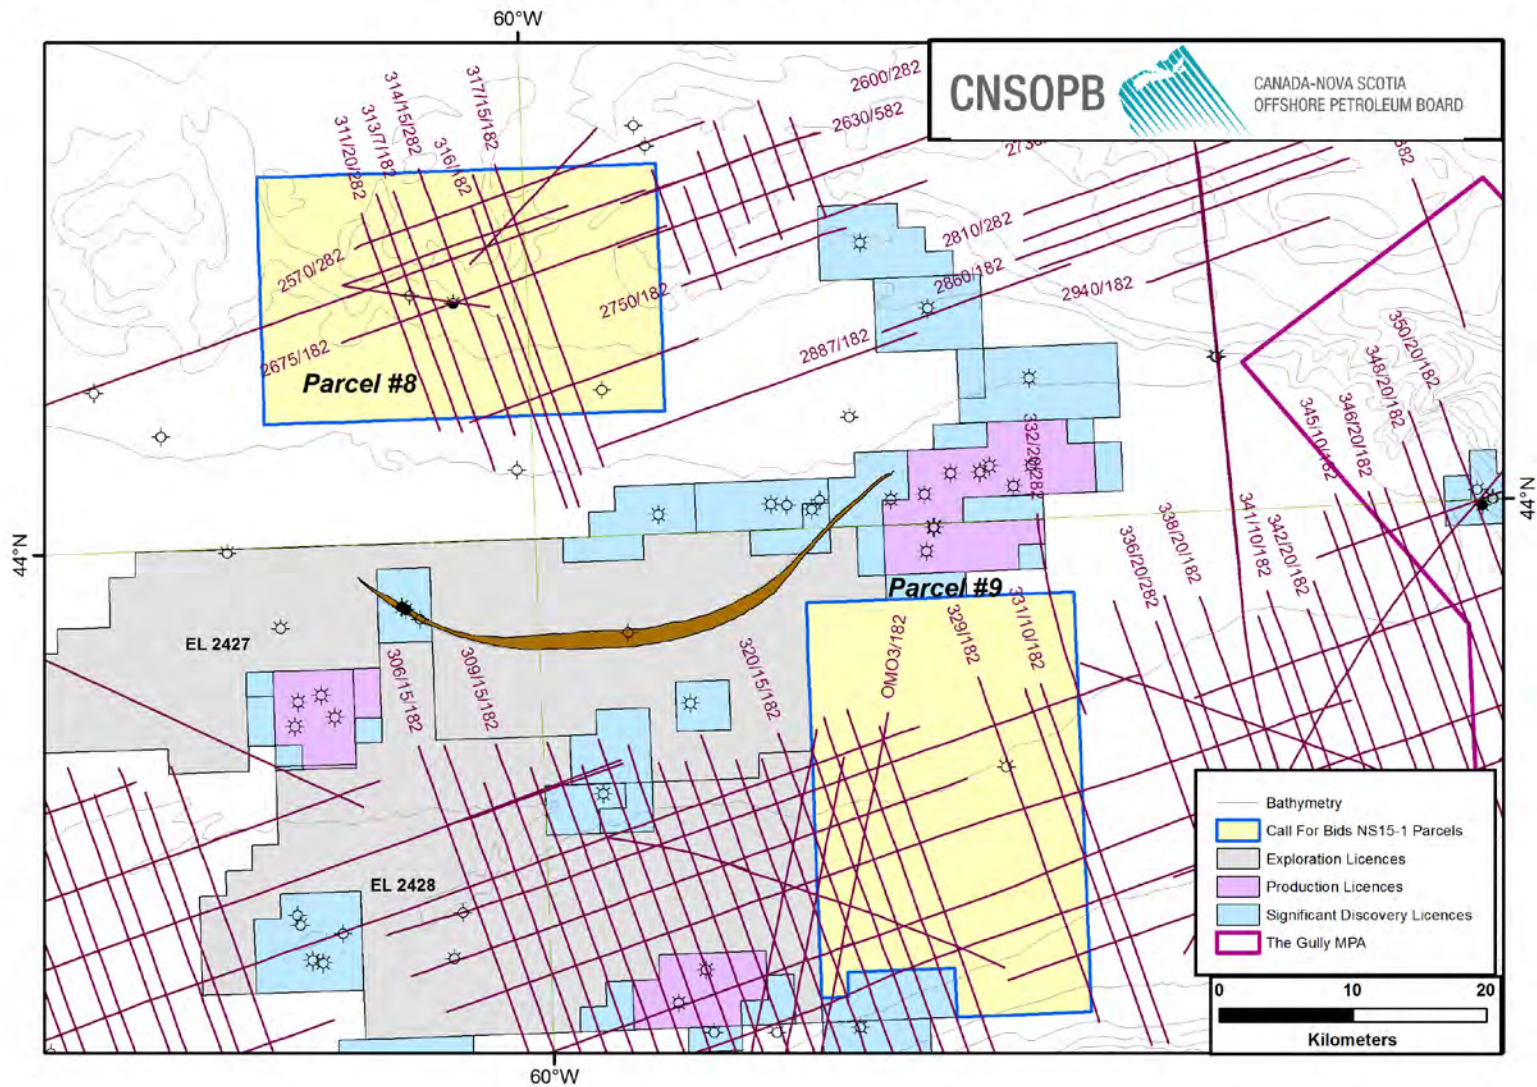 60°W
CNSOPB
CANADA-NOVA SCOTIA
OFFSHORE PETROLEUM BOARD
2600/282
2630/582
317/15/182
314/15/282
313/7/182
311/20/282
316/182
2570/282
2675/182
2750/182
2810/282
2860/182
2940/182
2887/182
Parcel #8
350/20/182
348/20/182
346/20/182
345/10/182
332/20/282
44°N
44°N
341/10/182
342/20/182
338/20/182
336/20/282
Parcel #9
331/10/182
329/182
OMO3/182
320/15/182
309/15/182
306/15/182
EL 2427
EL 2428
Bathymetry
Call For Bids NS15-1 Parcels
Exploration Licences
Production Licences
Significant Discovery Licences
The Gully MPA
0 10 20
Kilometers
60°W